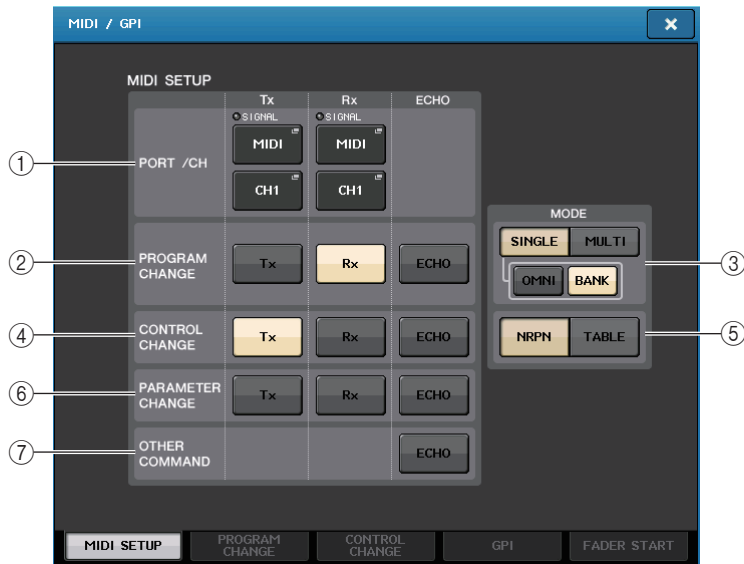 MIDI / GPI
MIDI SETUP
Tx Rx ECHO
SIGNAL SIGNAL
MIDI MIDI
① PORT /CH
CH1 CH1
MODE
SINGLE MULTI
② PROGRAM CHANGE Tx Rx ECHO
③
OMNI BANK
④ CONTROL CHANGE Tx Rx ECHO
NRPN TABLE ⑤
⑥ PARAMETER CHANGE Tx Rx ECHO
⑦ OTHER COMMAND ECHO
MIDI SETUP PROGRAM CHANGE CONTROL CHANGE GPI FADER START